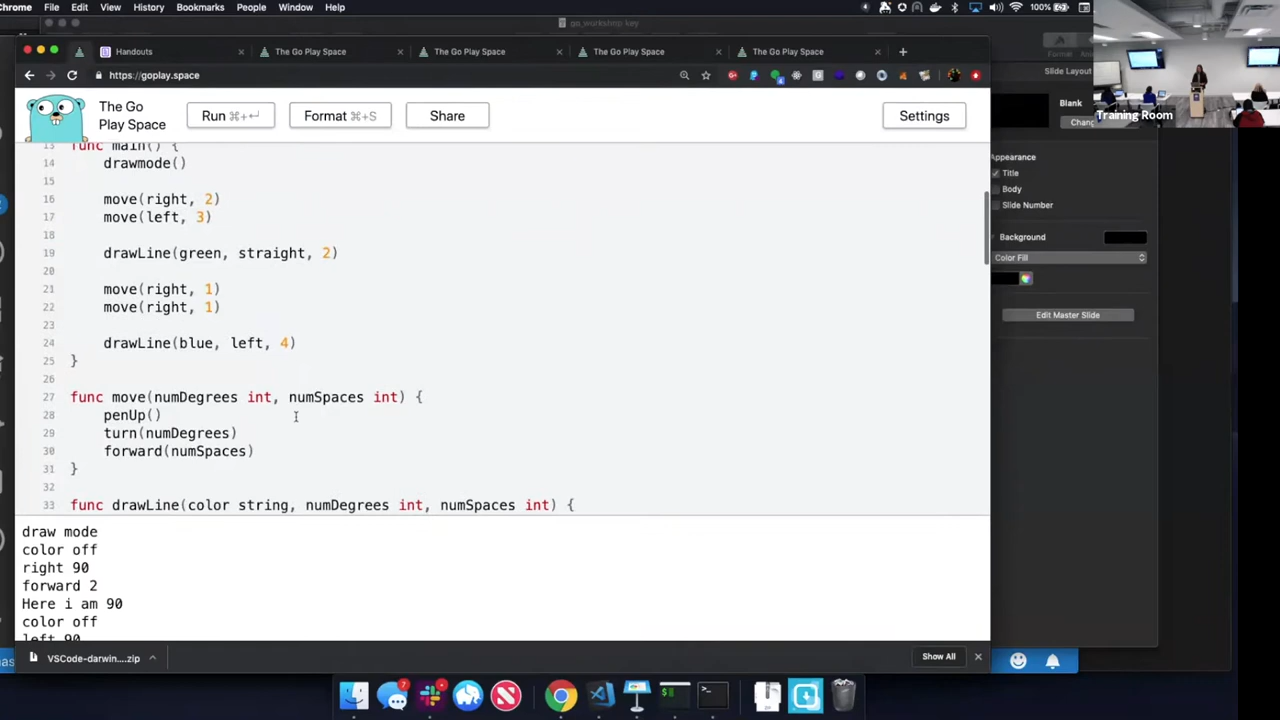 Chrome File Edit View History Bookmarks People Window Help
100%
go_workshop.key
Handouts
The Go Play Space
The Go Play Space
The Go Play Space
The Go Play Space
https://goplay.space
The Go
Play Space
Run ⌘+↵
Format ⌘+S
Share
Settings
13 func main() {
14 drawmode()
15
16 move(right, 2)
17 move(left, 3)
18
19 drawLine(green, straight, 2)
20
21 move(right, 1)
22 move(right, 1)
23
24 drawLine(blue, left, 4)
25 }
26
27 func move(numDegrees int, numSpaces int) {
28 penUp()
29 turn(numDegrees)
30 forward(numSpaces)
31 }
32
33 func drawLine(color string, numDegrees int, numSpaces int) {
draw mode
color off
right 90
forward 2
Here i am 90
color off
left 90
VSCode-darwin....zip
Show All
Training Room
Format
Slide Layout
Blank
Appearance
Title
Body
Slide Number
Background
Color Fill
Edit Master Slide
7